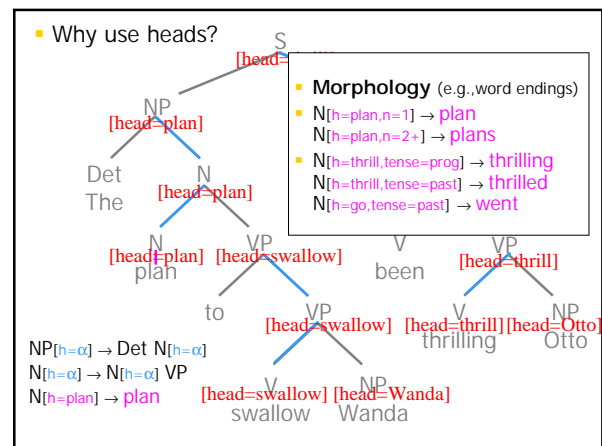 Why use heads?
S
[head=
Morphology (e.g.,word endings)
N[h=plan,n=1] → plan
N[h=plan,n=2+] → plans
N[h=thrill,tense=prog] → thrilling
N[h=thrill,tense=past] → thrilled
N[h=go,tense=past] → went
NP
[head=plan]
Det
The
N
[head=plan]
N
[head=plan]
plan
VP
[head=swallow]
V
been
VP
[head=thrill]
to
VP
[head=swallow]
V
[head=thrill]
thrilling
NP
[head=Otto]
Otto
NP[h=α] → Det N[h=α]
N[h=α] → N[h=α] VP
N[h=plan] → plan
V
[head=swallow]
swallow
NP
[head=Wanda]
Wanda